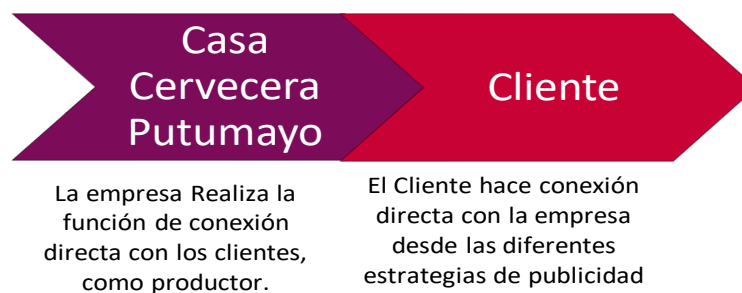 Casa
Cervecera
Putumayo
Cliente
La empresa Realiza la
función de conexión
directa con los clientes,
como productor.
El Cliente hace conexión
directa con la empresa
desde las diferentes
estrategias de publicidad